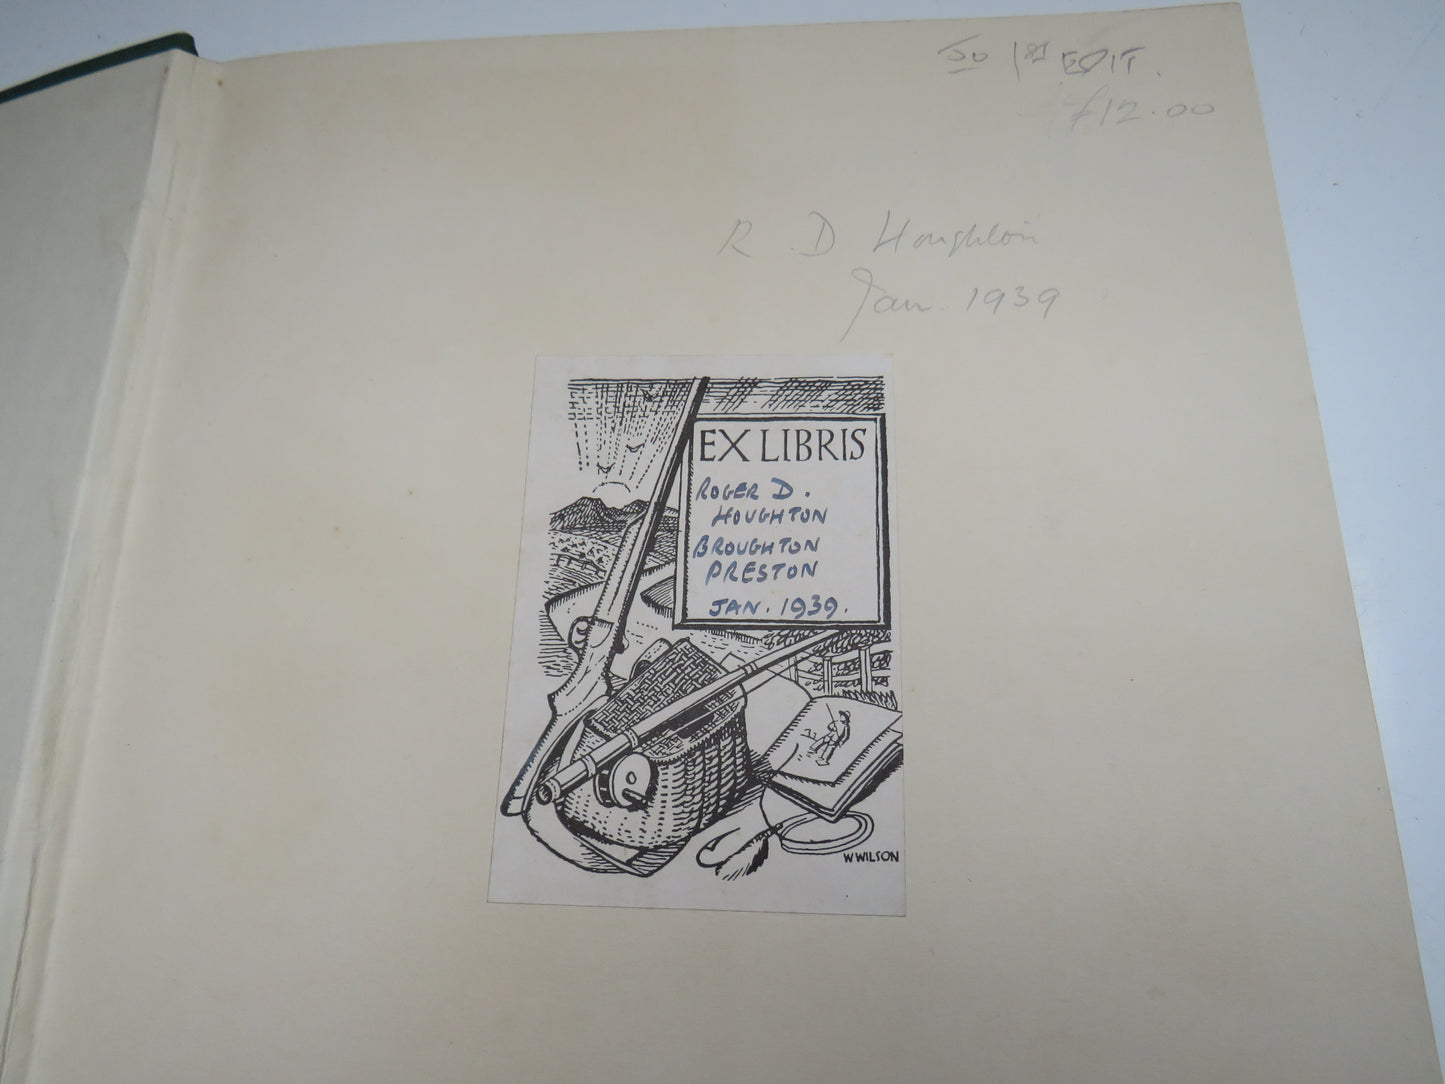 1st EDIT.
£12.00
R. D Houghton
Jan. 1939
EX LIBRIS
ROGER D.
HOUGHTON
BROUGHTON
PRESTON
JAN. 1939.
W WILSON